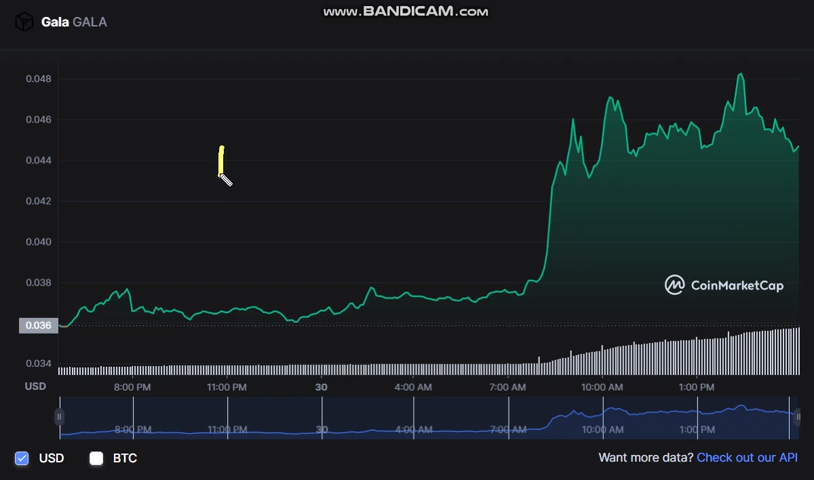 www.BANDICAM.com
Gala GALA
0.048
0.046
0.044
0.042
0.040
0.038
0.036
0.034
CoinMarketCap
USD 8:00 PM 11:00 PM 30 4:00 AM 7:00 AM 10:00 AM 1:00 PM
8:00 PM 11:00 PM 30 4:00 AM 7:00 AM 10:00 AM 1:00 PM
USD BTC Want more data? Check out our API